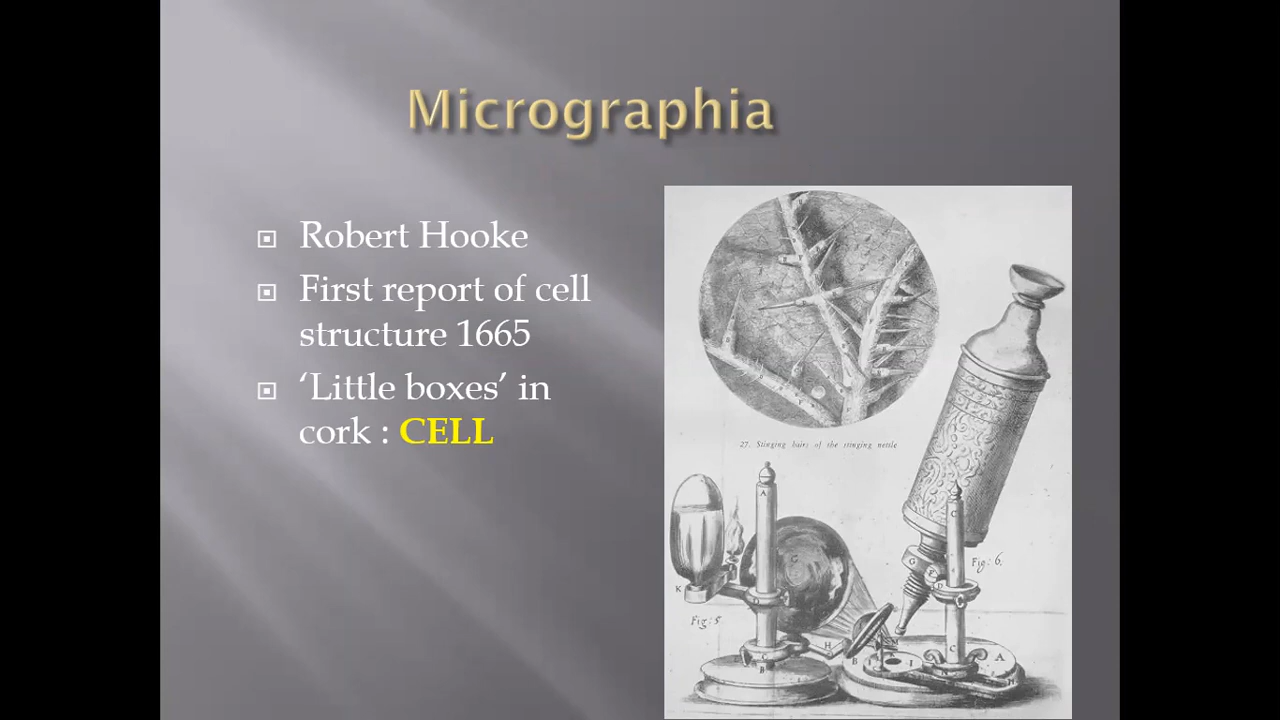 Micrographia
Robert Hooke
First report of cell
structure 1665
‘Little boxes’ in
cork : CELL
27. Stinging hairs of the stinging nettle
A
C
G
Fig: 6.
K
D
Fig: 5
H
B
I
C
A
B